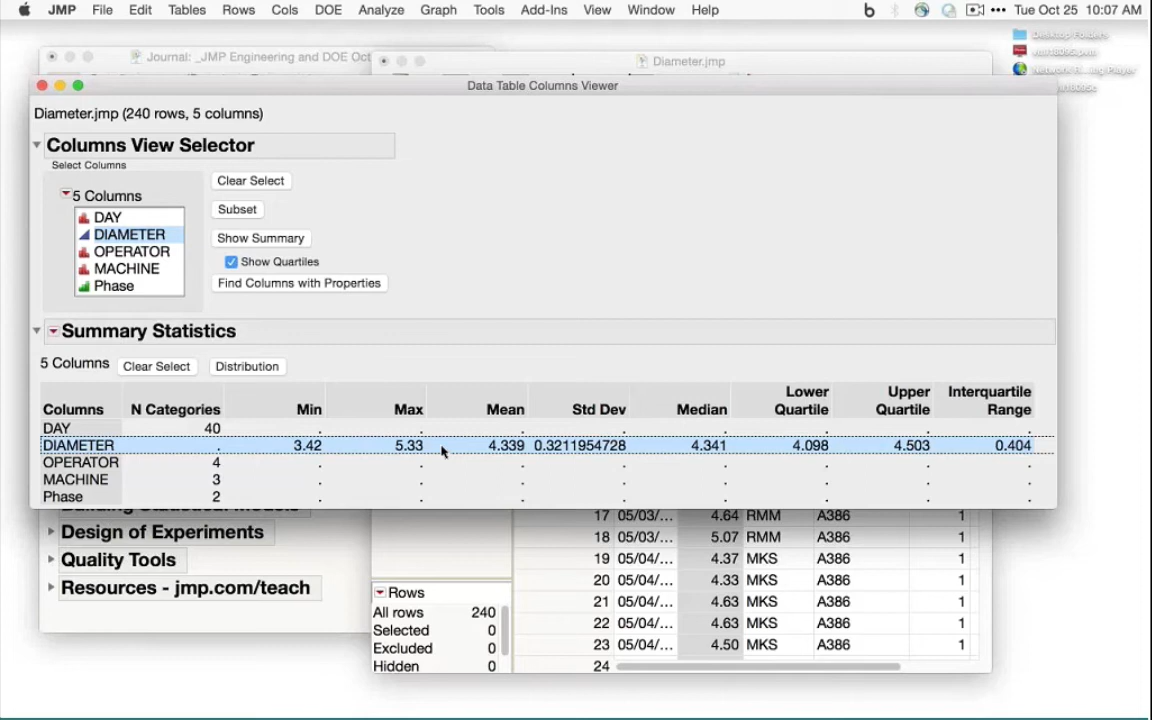 JMP File Edit Tables Rows Cols DOE Analyze Graph Tools Add-Ins View Window Help Tue Oct 25 10:07 AM
Desktop Folders
Journal: _JMP Engineering and DOE Oct
Diameter.jmp
Data Table Columns Viewer
Diameter.jmp (240 rows, 5 columns)
Columns View Selector
Select Columns
5 Columns
DAY
DIAMETER
OPERATOR
MACHINE
Phase
Clear Select
Subset
Show Summary
Show Quartiles
Find Columns with Properties
Summary Statistics
5 Columns Clear Select Distribution
Columns N Categories Min Max Mean Std Dev Median Lower Quartile Upper Quartile Interquartile Range
DAY 40 . . . . . . . .
DIAMETER . 3.42 5.33 4.339 0.3211954728 4.341 4.098 4.503 0.404
OPERATOR 4 . . . . . . . .
MACHINE 3 . . . . . . . .
Phase 2 . . . . . . . .
Design of Experiments
Quality Tools
Resources - jmp.com/teach
Rows
All rows 240
Selected 0
Excluded 0
Hidden 0
17 05/03/... 4.64 RMM A386 1
18 05/03/... 5.07 RMM A386 1
19 05/04/... 4.37 MKS A386 1
20 05/04/... 4.33 MKS A386 1
21 05/04/... 4.63 MKS A386 1
22 05/04/... 4.63 MKS A386 1
23 05/04/... 4.50 MKS A386 1
24